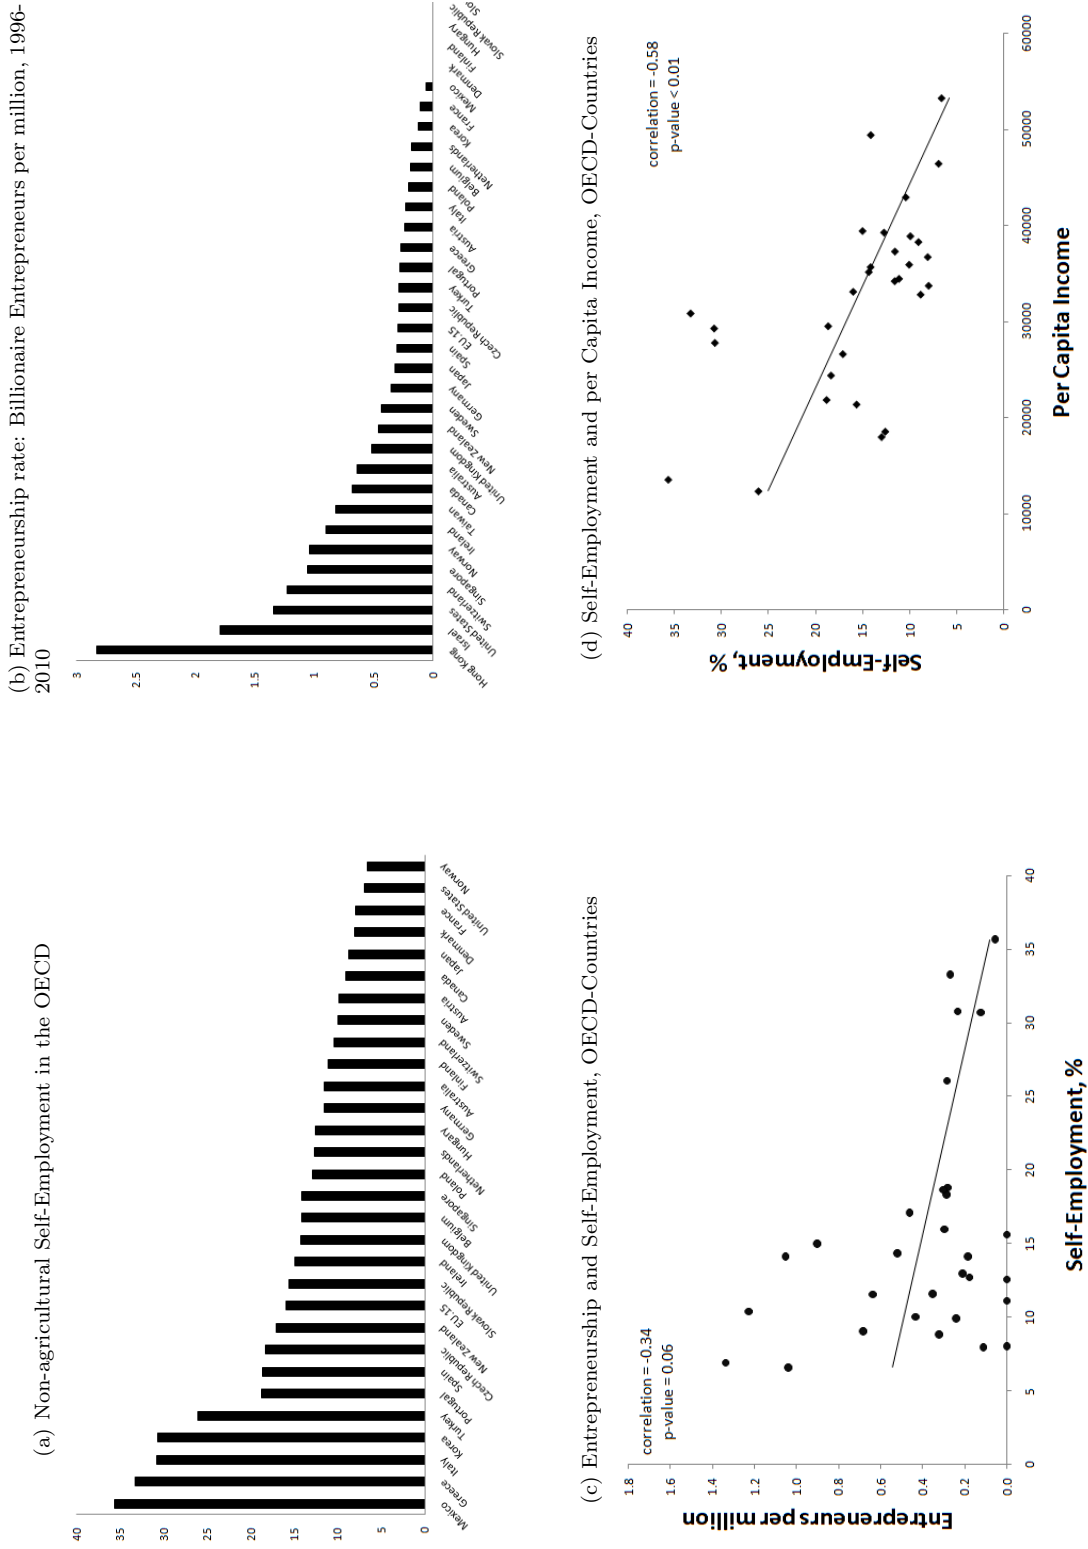 (a) Non-agricultural Self-Employment in the OECD
40
35
30
25
20
15
10
5
0
Mexico
Greece
Italy
Korea
Turkey
Portugal
Spain
Czech Republic
New Zealand
EU.15
Slovak Republic
Ireland
United Kingdom
Belgium
Singapore
Poland
Netherlands
Hungary
Germany
Australia
Finland
Switzerland
Sweden
Austria
Canada
Japan
Denmark
France
United States
Norway
(b) Entrepreneurship rate: Billionaire Entrepreneurs per million, 1996-
2010
3
2.5
2
1.5
1
0.5
0
Hong Kong
Israel
United States
Switzerland
Singapore
Norway
Ireland
Taiwan
Canada
Australia
United Kingdom
New Zealand
Sweden
Germany
Japan
Spain
EU.15
Czech Republic
Turkey
Portugal
Greece
Austria
Italy
Poland
Belgium
Netherlands
Korea
France
Mexico
Denmark
Finland
Hungary
Slovak Republic
Slo
(c) Entrepreneurship and Self-Employment, OECD-Countries
correlation = -0.34
p-value = 0.06
Entrepreneurs per million
1.8
1.6
1.4
1.2
1.0
0.8
0.6
0.4
0.2
0.0
0
5
10
15
20
25
30
35
40
Self-Employment, %
(d) Self-Employment and per Capita Income, OECD-Countries
correlation = -0.58
p-value < 0.01
Self-Employment, %
40
35
30
25
20
15
10
5
0
0
10000
20000
30000
40000
50000
60000
Per Capita Income